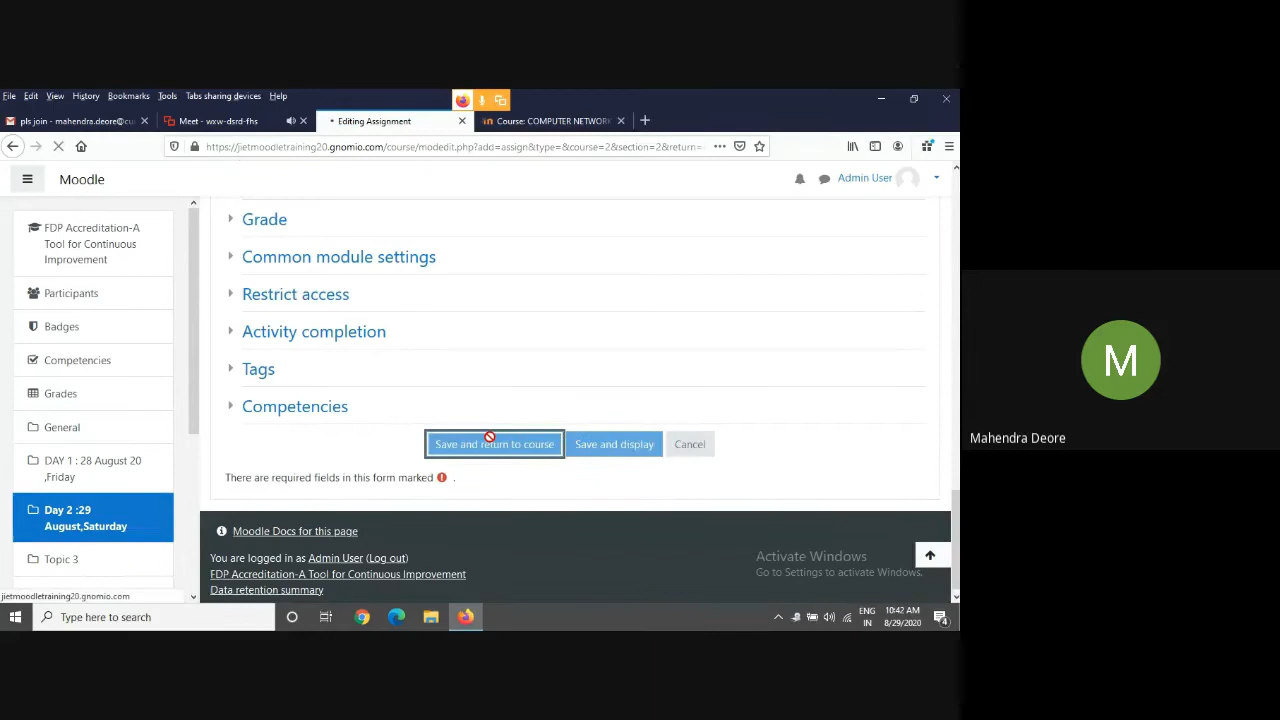 File Edit View History Bookmarks Tools Tabs sharing devices Help
pls join - mahendra.deore@cu
Meet - wxw-dsrd-fhs
Editing Assignment
Course: COMPUTER NETWOR
https://jietmoodletraining20.gnomio.com/course/modedit.php?add=assign&type=&course=2&section=2&return=
Moodle
Admin User
FDP Accreditation-A
Tool for Continuous
Improvement
Participants
Badges
Competencies
Grades
General
DAY 1 : 28 August 20
,Friday
Day 2 :29
August,Saturday
Topic 3
Grade
Common module settings
Restrict access
Activity completion
Tags
Competencies
Save and return to course
Save and display
Cancel
There are required fields in this form marked .
Moodle Docs for this page
You are logged in as Admin User (Log out)
FDP Accreditation-A Tool for Continuous Improvement
Data retention summary
Activate Windows
Go to Settings to activate Windows.
jietmoodletraining20.gnomio.com
Type here to search
ENG
IN
10:42 AM
8/29/2020
4
M
Mahendra Deore